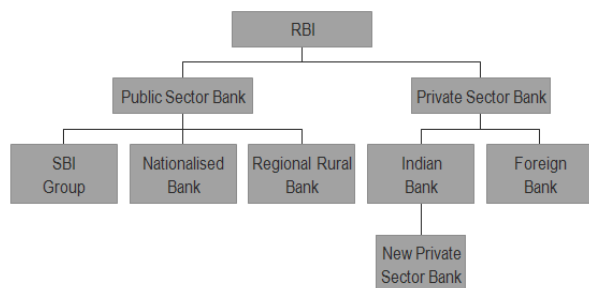 RBI
Public Sector Bank
Private Sector Bank
SBI
Group
Nationalised
Bank
Regional Rural
Bank
Indian
Bank
Foreign
Bank
New Private
Sector Bank